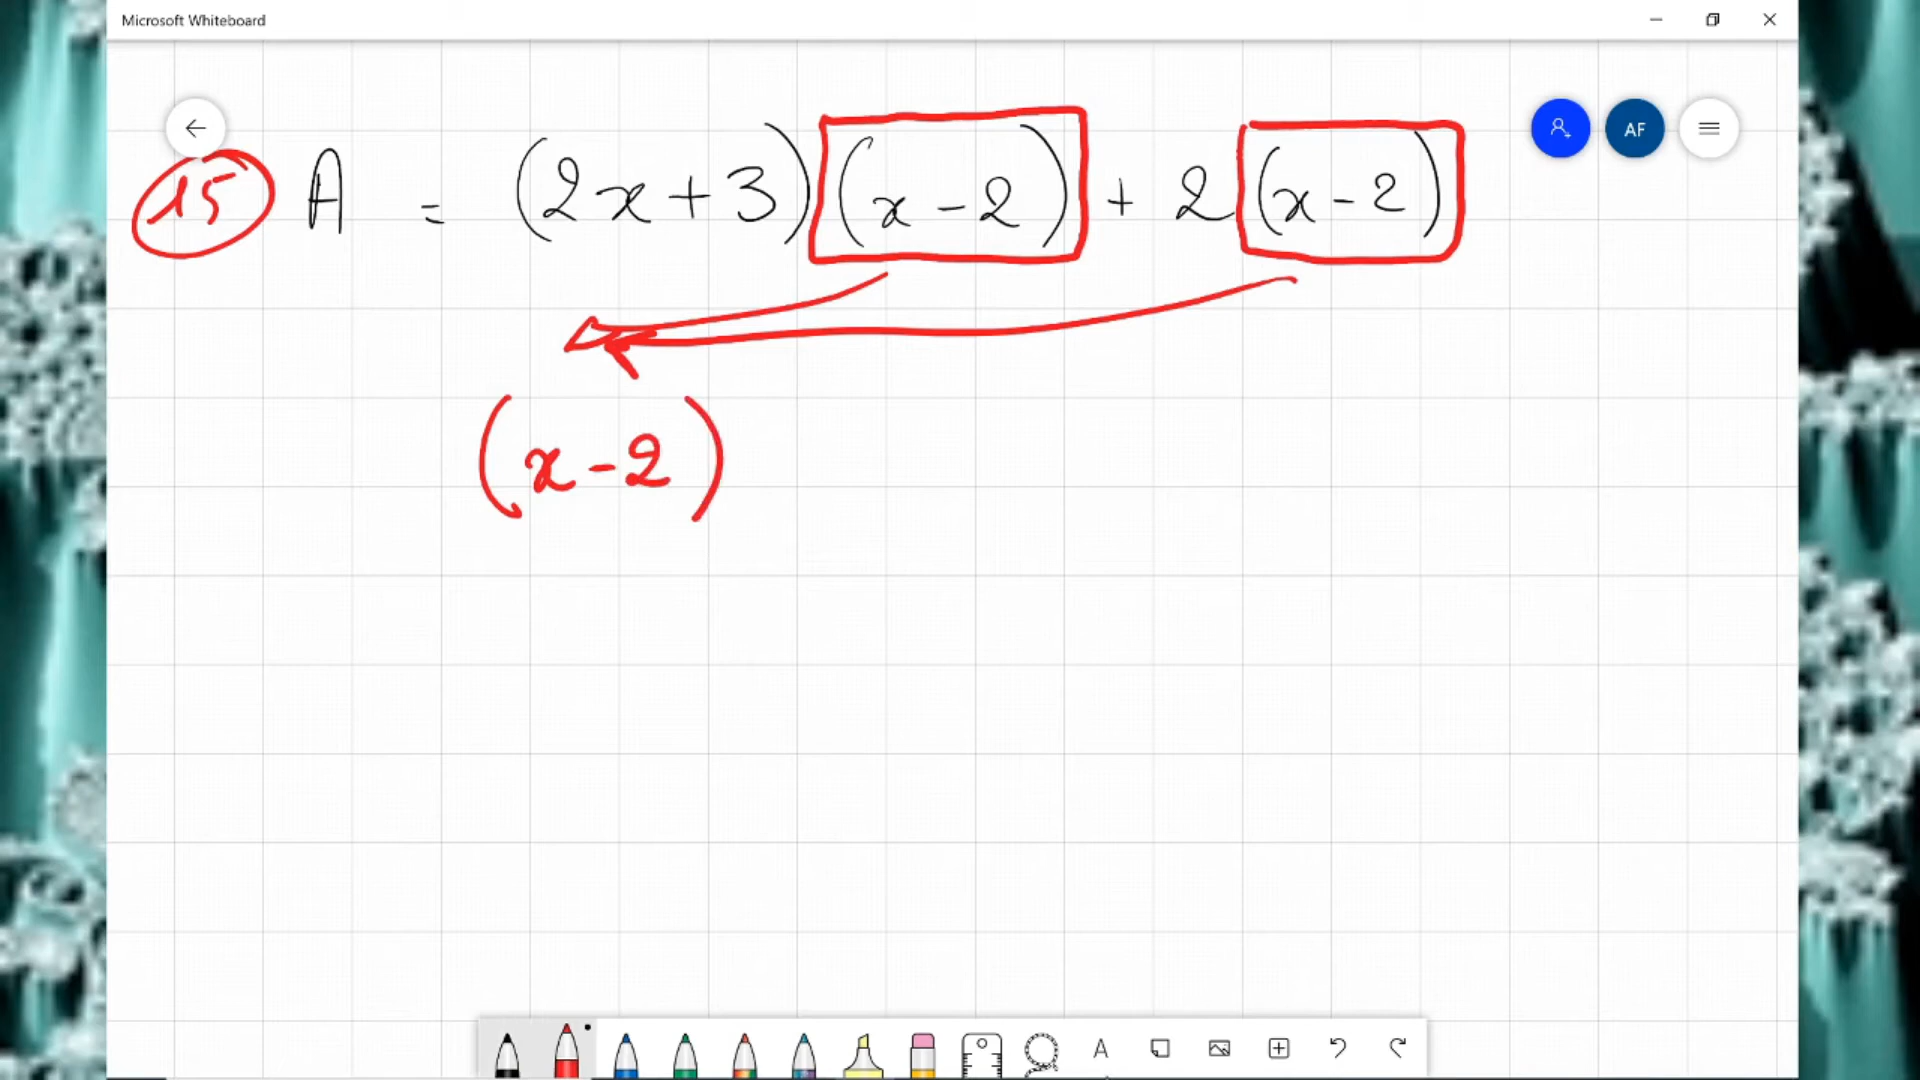 Microsoft Whiteboard
AF
15 A = (2x+3)(x-2) + 2(x-2)
(x-2)
A